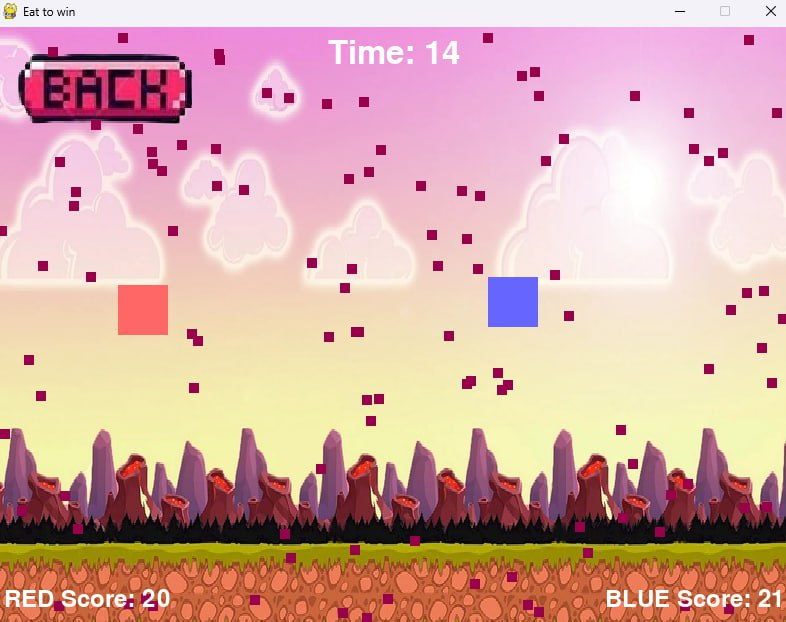 Eat to win
Time: 14
BACK
RED Score: 20
BLUE Score: 21